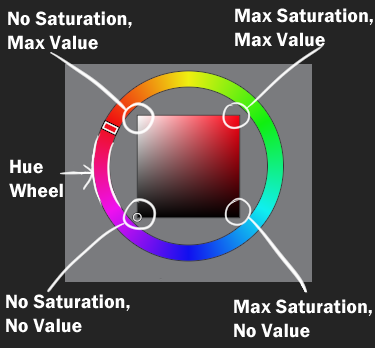 No Saturation,
Max Value
Max Saturation,
Max Value
Hue
Wheel
No Saturation,
No Value
Max Saturation,
No Value